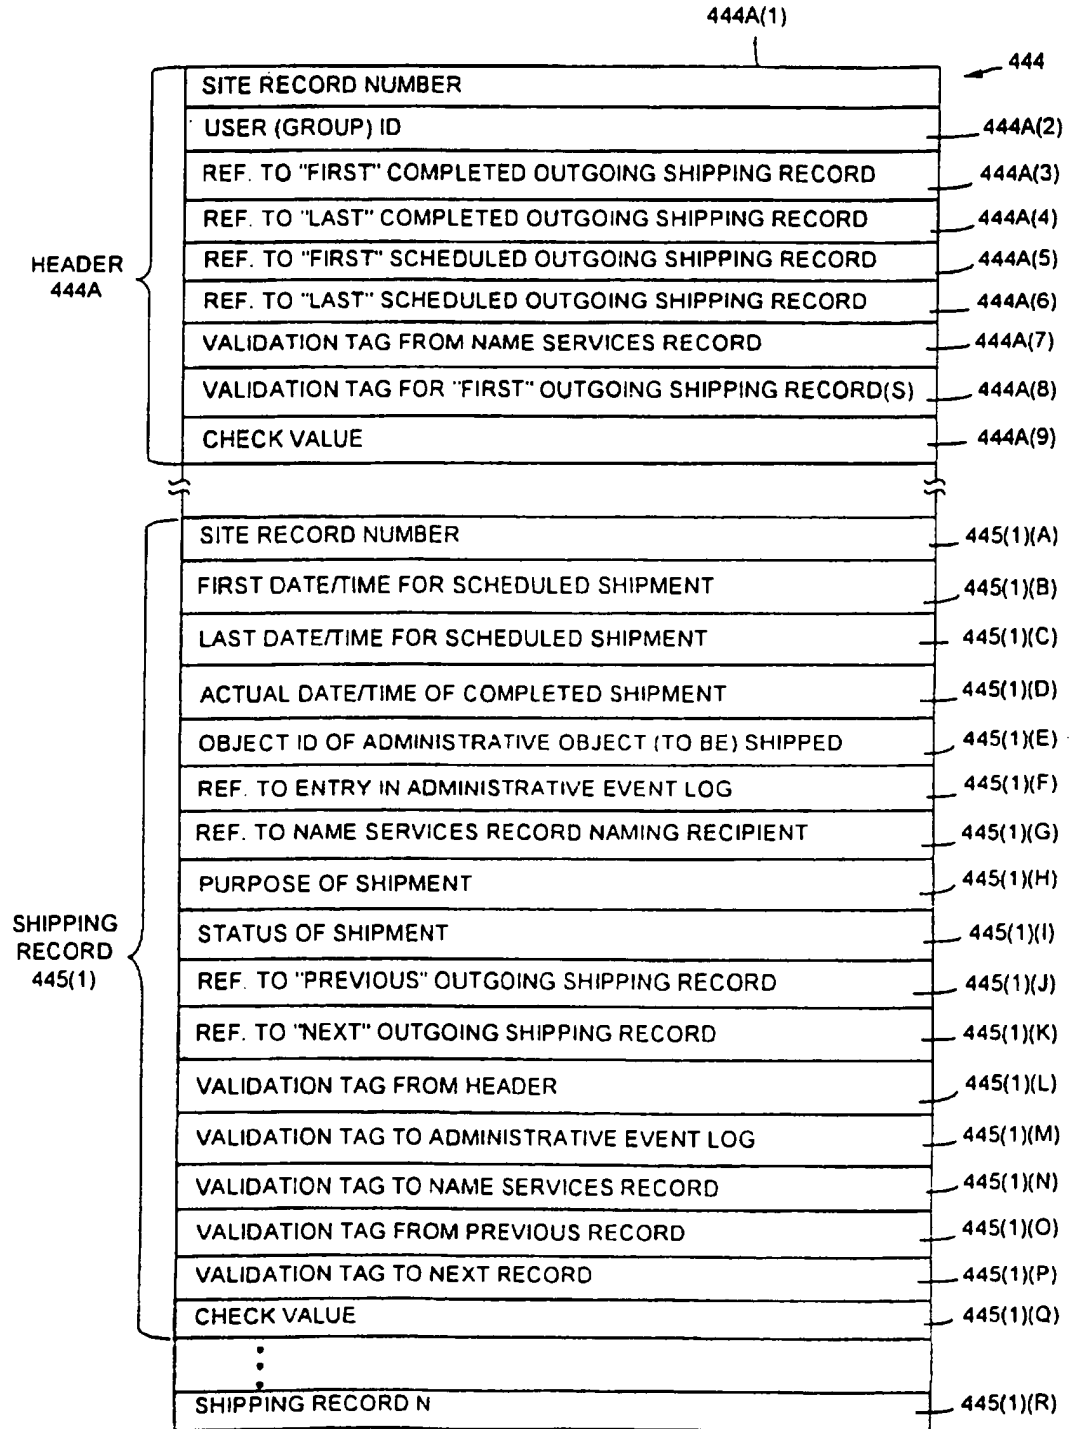 444A(1)
444
SITE RECORD NUMBER
USER (GROUP) ID 444A(2)
REF. TO "FIRST" COMPLETED OUTGOING SHIPPING RECORD 444A(3)
REF. TO "LAST" COMPLETED OUTGOING SHIPPING RECORD 444A(4)
REF. TO "FIRST" SCHEDULED OUTGOING SHIPPING RECORD 444A(5)
REF. TO "LAST" SCHEDULED OUTGOING SHIPPING RECORD 444A(6)
VALIDATION TAG FROM NAME SERVICES RECORD 444A(7)
VALIDATION TAG FOR "FIRST" OUTGOING SHIPPING RECORD(S) 444A(8)
CHECK VALUE 444A(9)
HEADER
444A
SITE RECORD NUMBER 445(1)(A)
FIRST DATE/TIME FOR SCHEDULED SHIPMENT 445(1)(B)
LAST DATE/TIME FOR SCHEDULED SHIPMENT 445(1)(C)
ACTUAL DATE/TIME OF COMPLETED SHIPMENT 445(1)(D)
OBJECT ID OF ADMINISTRATIVE OBJECT (TO BE) SHIPPED 445(1)(E)
REF. TO ENTRY IN ADMINISTRATIVE EVENT LOG 445(1)(F)
REF. TO NAME SERVICES RECORD NAMING RECIPIENT 445(1)(G)
PURPOSE OF SHIPMENT 445(1)(H)
STATUS OF SHIPMENT 445(1)(I)
REF. TO "PREVIOUS" OUTGOING SHIPPING RECORD 445(1)(J)
REF. TO "NEXT" OUTGOING SHIPPING RECORD 445(1)(K)
VALIDATION TAG FROM HEADER 445(1)(L)
VALIDATION TAG TO ADMINISTRATIVE EVENT LOG 445(1)(M)
VALIDATION TAG TO NAME SERVICES RECORD 445(1)(N)
VALIDATION TAG FROM PREVIOUS RECORD 445(1)(O)
VALIDATION TAG TO NEXT RECORD 445(1)(P)
CHECK VALUE 445(1)(Q)
SHIPPING
RECORD
445(1)
SHIPPING RECORD N 445(1)(R)